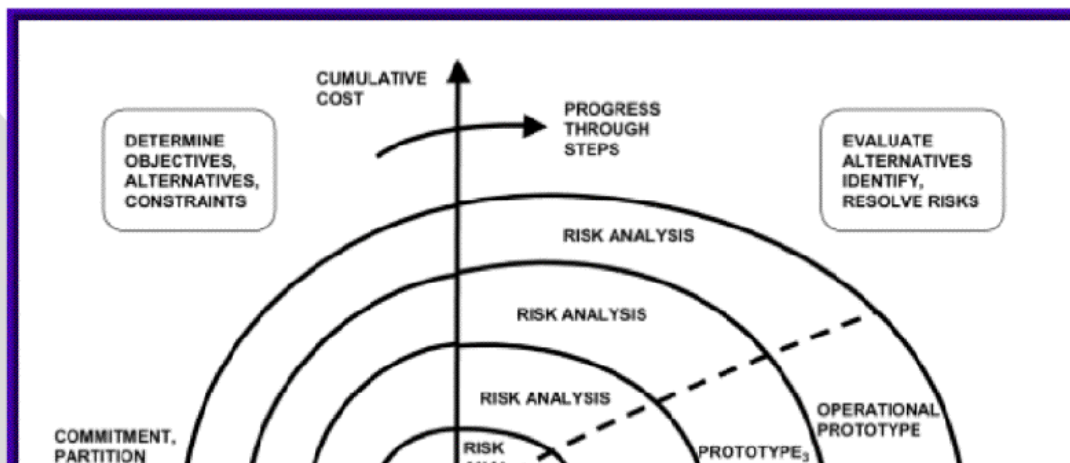 CUMULATIVE
COST
PROGRESS
THROUGH
STEPS
DETERMINE
OBJECTIVES,
ALTERNATIVES,
CONSTRAINTS
EVALUATE
ALTERNATIVES
IDENTIFY,
RESOLVE RISKS
RISK ANALYSIS
RISK ANALYSIS
RISK ANALYSIS
OPERATIONAL
PROTOTYPE
COMMITMENT,
PARTITION
RISK
PROTOTYPE₃